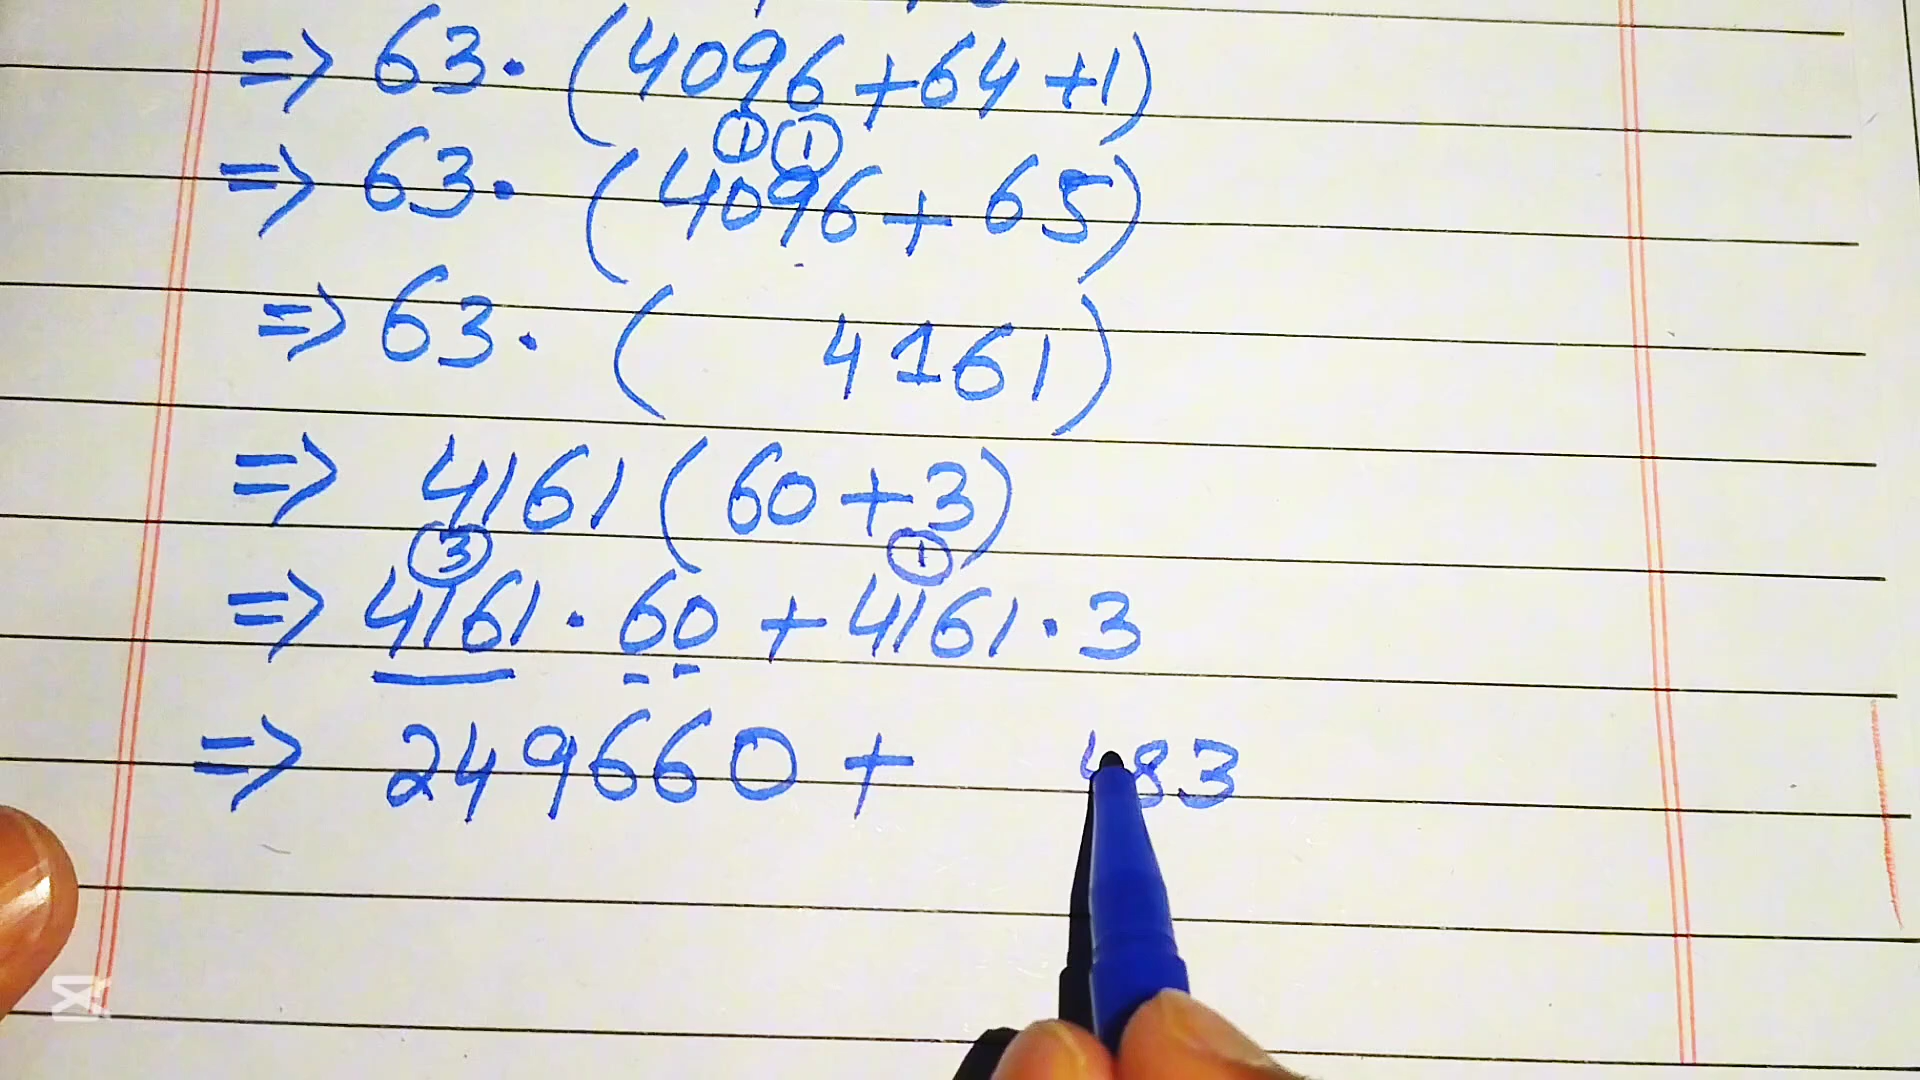 => 63 · (4096 + 64 + 1)
① ①
=> 63 · (4096 + 65)
=> 63 · ( 4161)
=> 4161 (60 + 3)
③ ①
=> 4161 · 60 + 4161 · 3
=> 249660 + 483